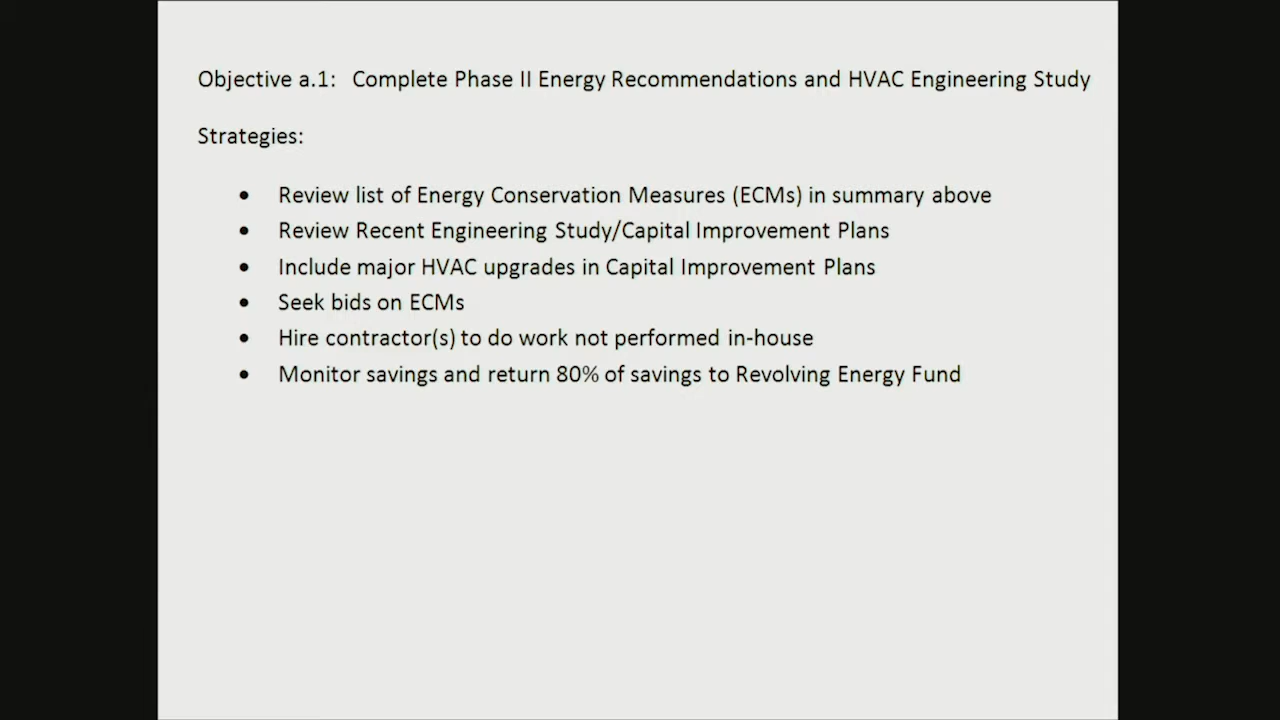 Objective a.1: Complete Phase II Energy Recommendations and HVAC Engineering Study
Strategies:
• Review list of Energy Conservation Measures (ECMs) in summary above
• Review Recent Engineering Study/Capital Improvement Plans
• Include major HVAC upgrades in Capital Improvement Plans
• Seek bids on ECMs
• Hire contractor(s) to do work not performed in-house
• Monitor savings and return 80% of savings to Revolving Energy Fund